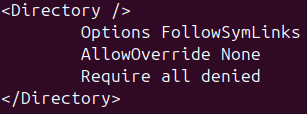 <Directory />
        Options FollowSymLinks
        AllowOverride None
        Require all denied
</Directory>